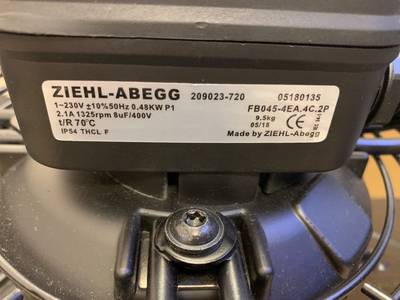 ZIEHL-ABEGG 209023-720 05180135
1~230V ±10%50Hz 0,48KW P1 FB045-4EA.4C.2P
2.1A 1325rpm 8uF/400V 9,5kg
t/R 70°C 05/18 CE
IP54 THCL F Made by ZIEHL-Abegg